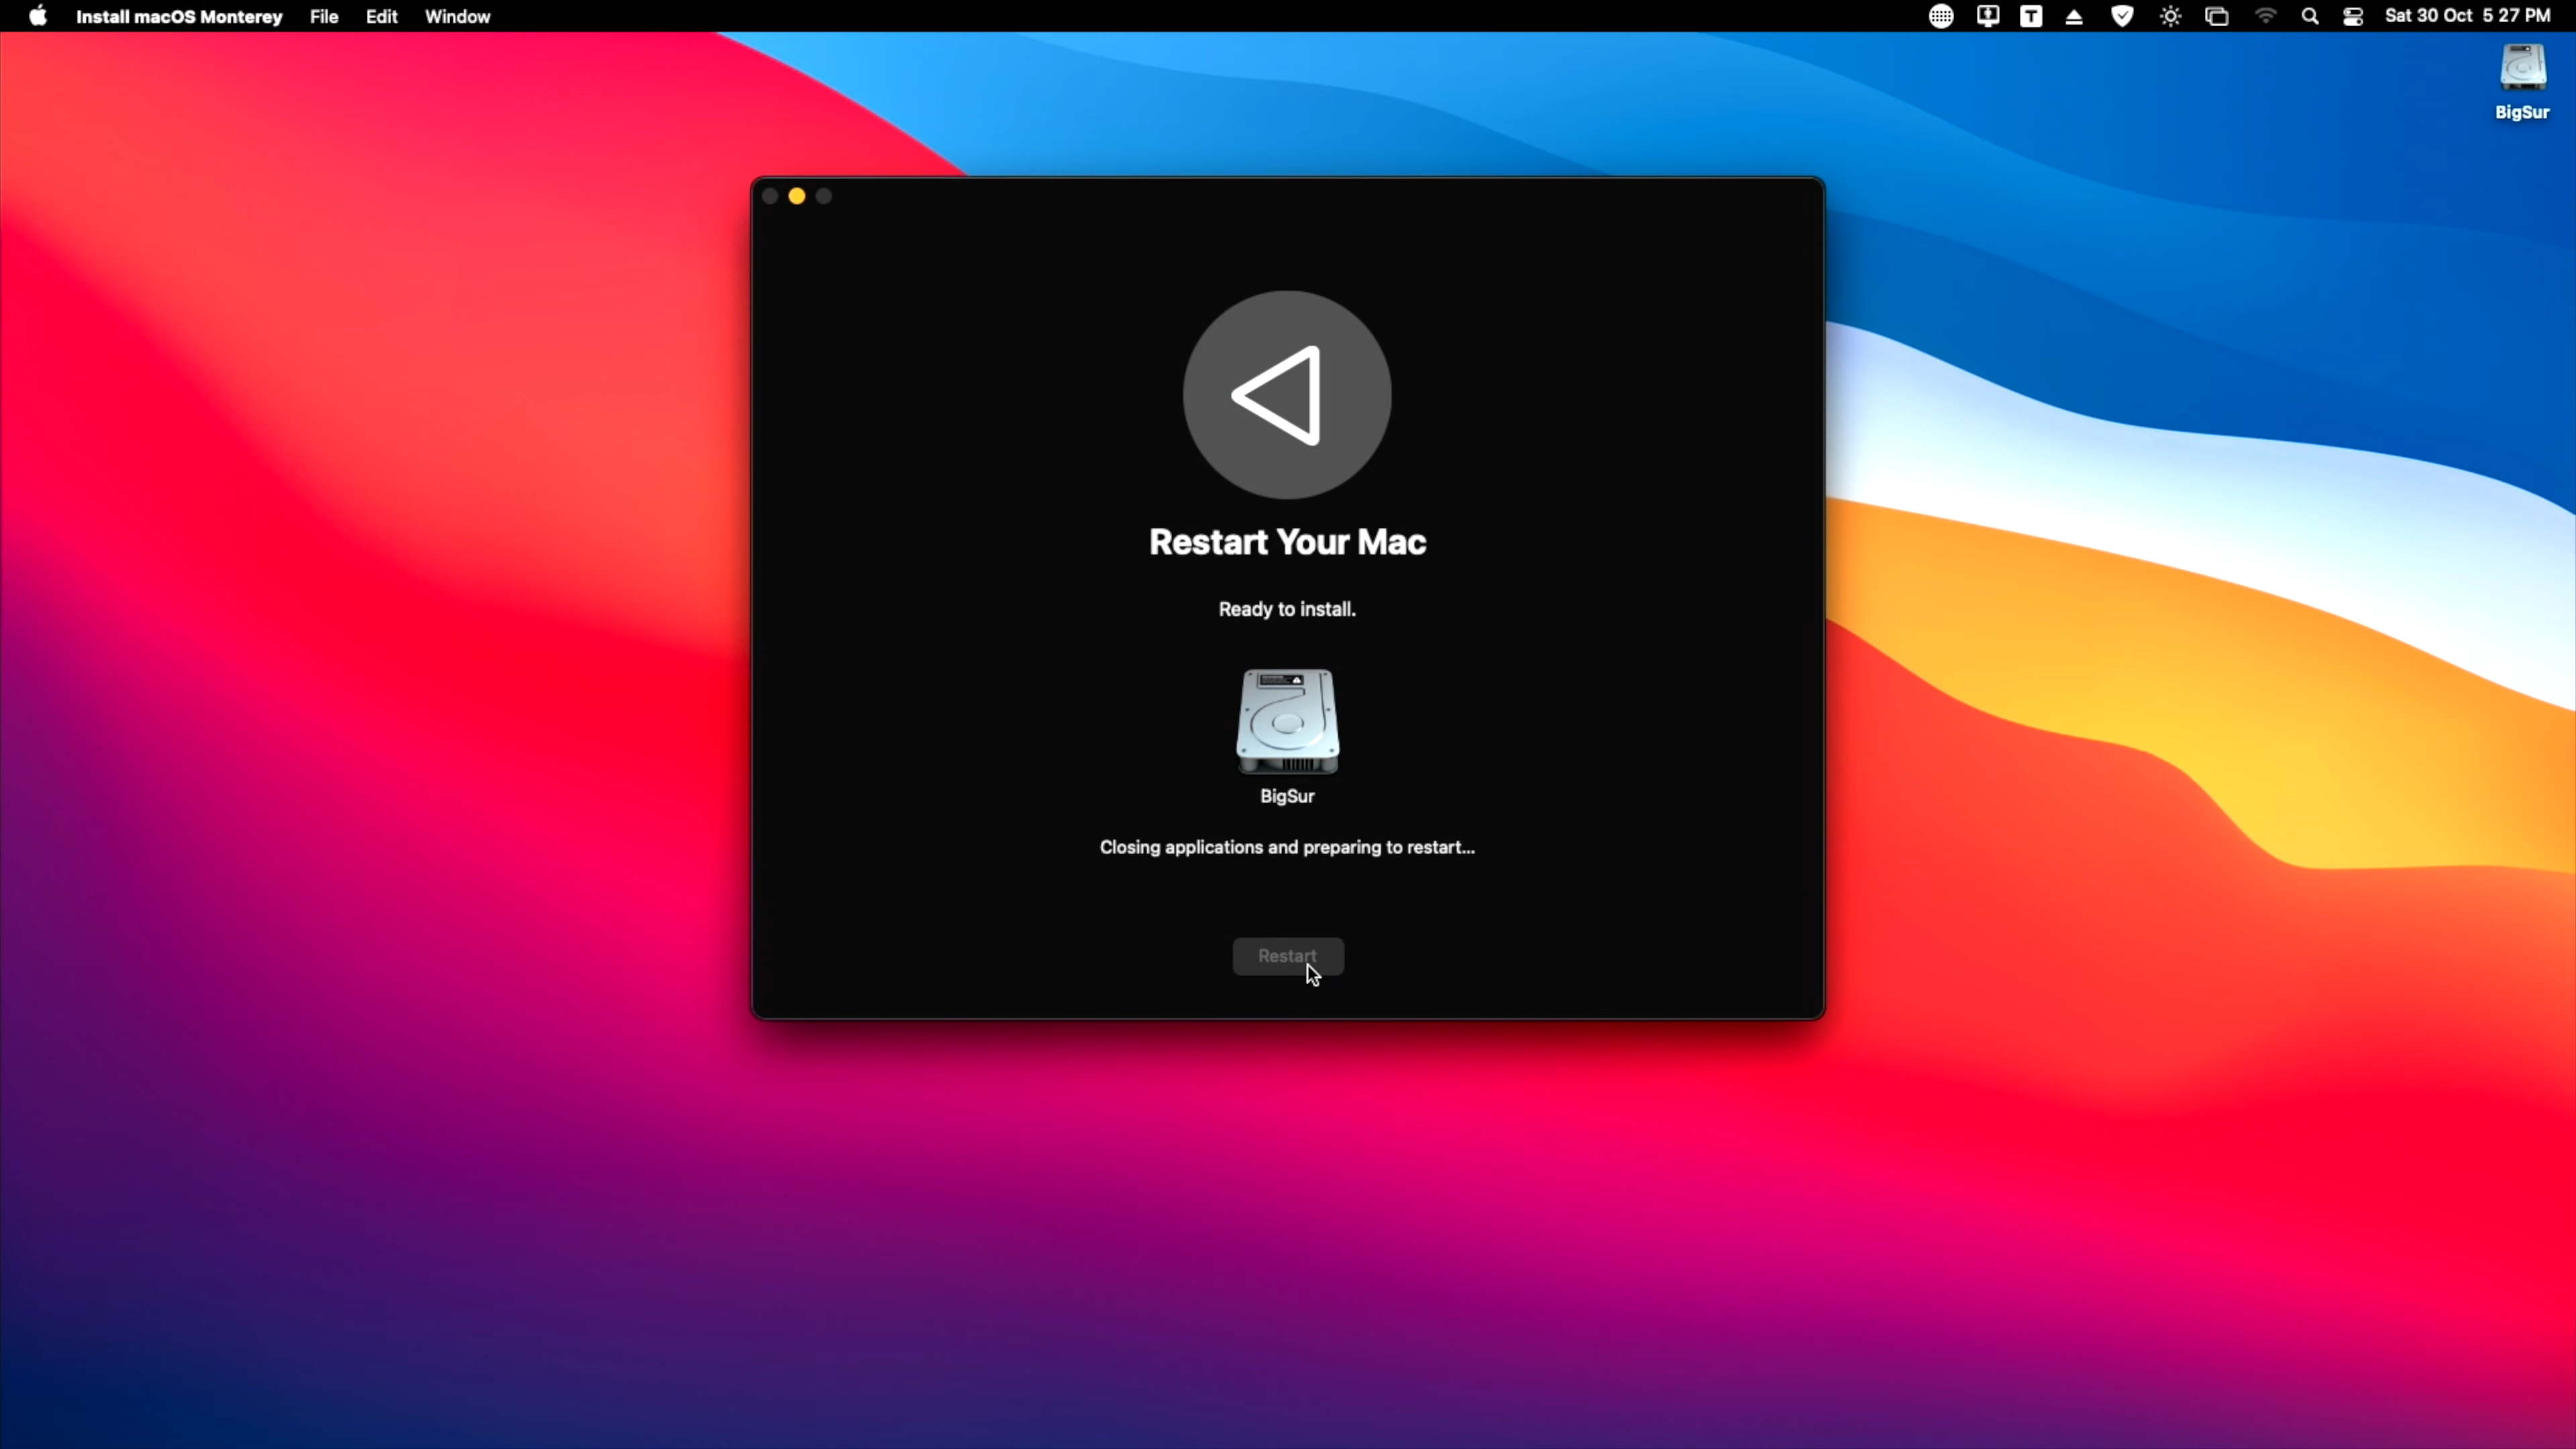 Install macOS Monterey File Edit Window T Sat 30 Oct 5 27 PM
BigSur
Restart Your Mac
Ready to install.
BigSur
Closing applications and preparing to restart...
Restart